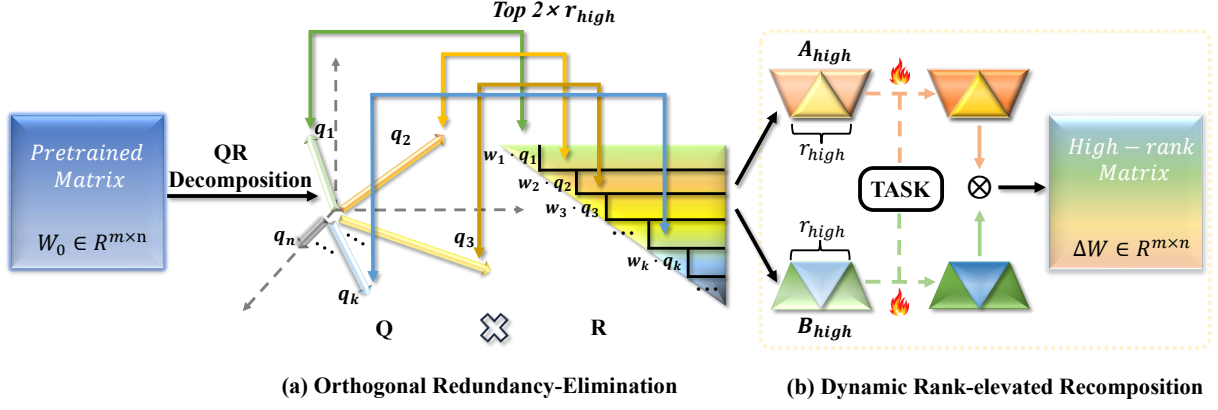 Top 2 × r_high
Pretrained
Matrix
W_0 ∈ R^{m×n}
QR
Decomposition
q_1
q_2
q_3
q_n
q_k
...
...
w_1 · q_1
w_2 · q_2
w_3 · q_3
w_k · q_k
...
...
Q
R
(a) Orthogonal Redundancy-Elimination
A_high
r_high
TASK
⊗
r_high
B_high
High − rank
Matrix
ΔW ∈ R^{m×n}
(b) Dynamic Rank-elevated Recomposition